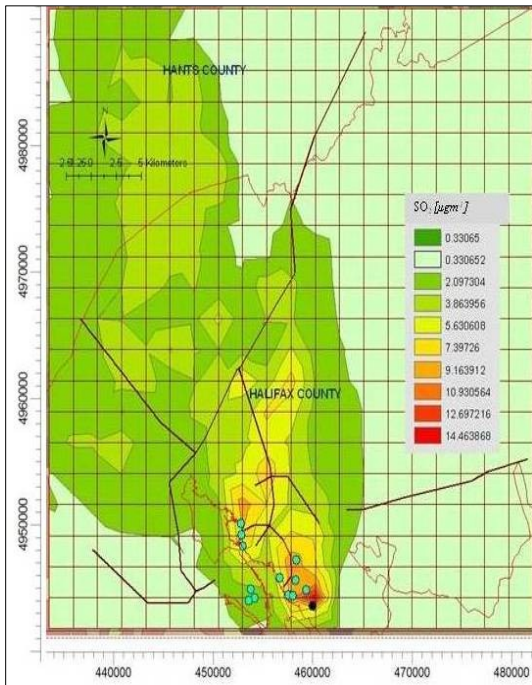 HANTS COUNTY
N
5 Kilometers
4980000
SO₂ [µgm⁻³]
0.33065
0.330652
2.097304
3.863956
5.630608
7.39726
9.163912
10.930564
12.697216
14.463868
4970000
4960000
HALIFAX COUNTY
4950000
440000 450000 460000 470000 480000